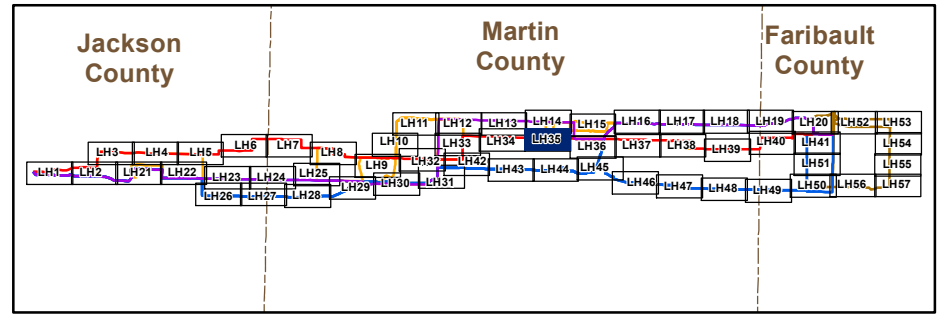 Jackson
County
Martin
County
Faribault
County
LH11 LH12 LH13 LH14 LH15 LH16 LH17 LH18 LH19 LH20 LH52 LH53
LH3 LH4 LH5 LH6 LH7 LH8 LH10 LH33 LH34 LH35 LH36 LH37 LH38 LH39 LH40 LH41 LH54
LH1 LH2 LH21 LH22 LH23 LH24 LH25 LH9 LH32 LH42 LH43 LH44 LH45 LH51 LH55
LH26 LH27 LH28 LH29 LH30 LH31 LH46 LH47 LH48 LH49 LH50 LH56 LH57